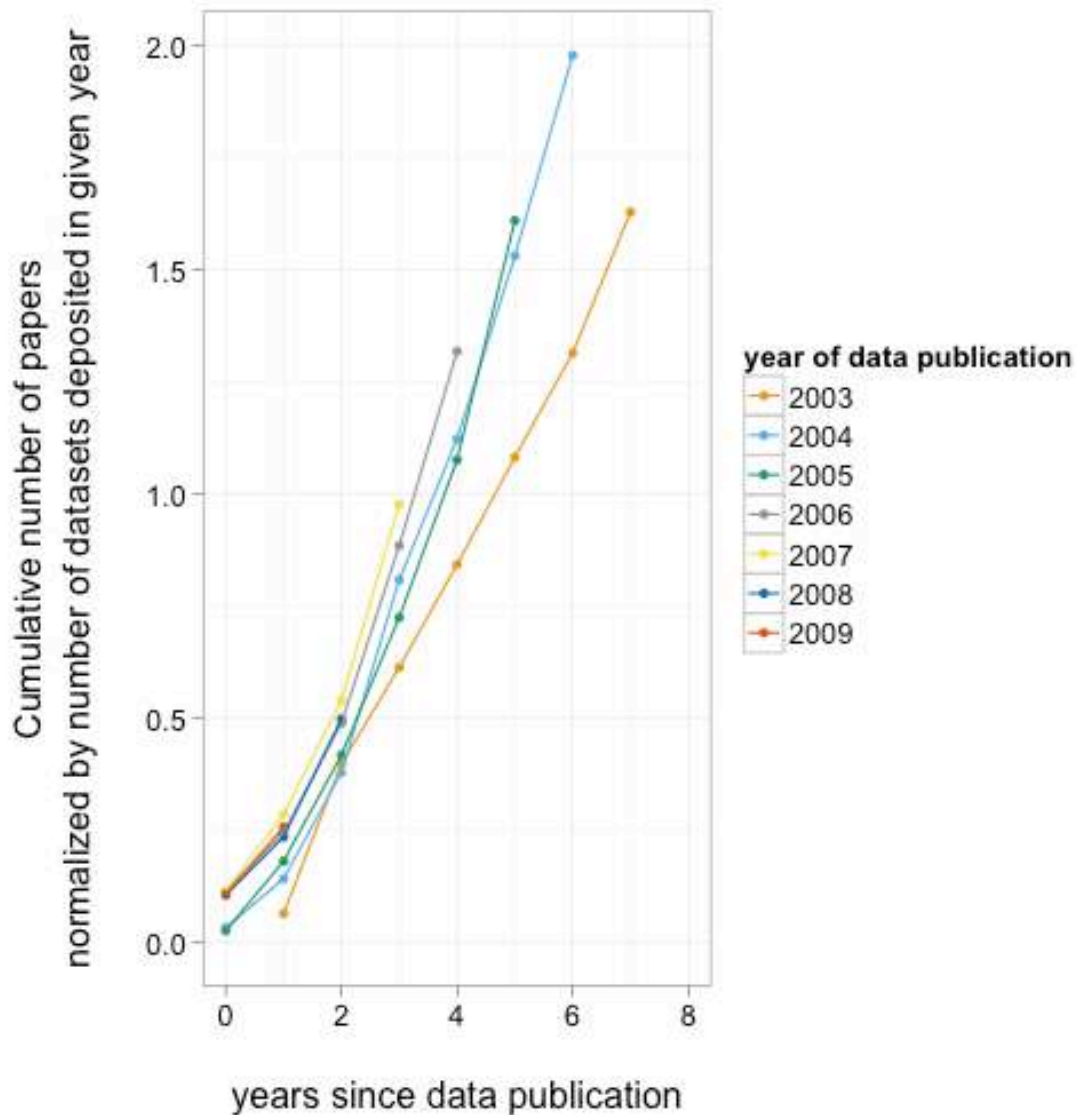 Cumulative number of papers
normalized by number of datasets deposited in given year
2.0
1.5
1.0
0.5
0.0
0 2 4 6 8
years since data publication
year of data publication
2003
2004
2005
2006
2007
2008
2009